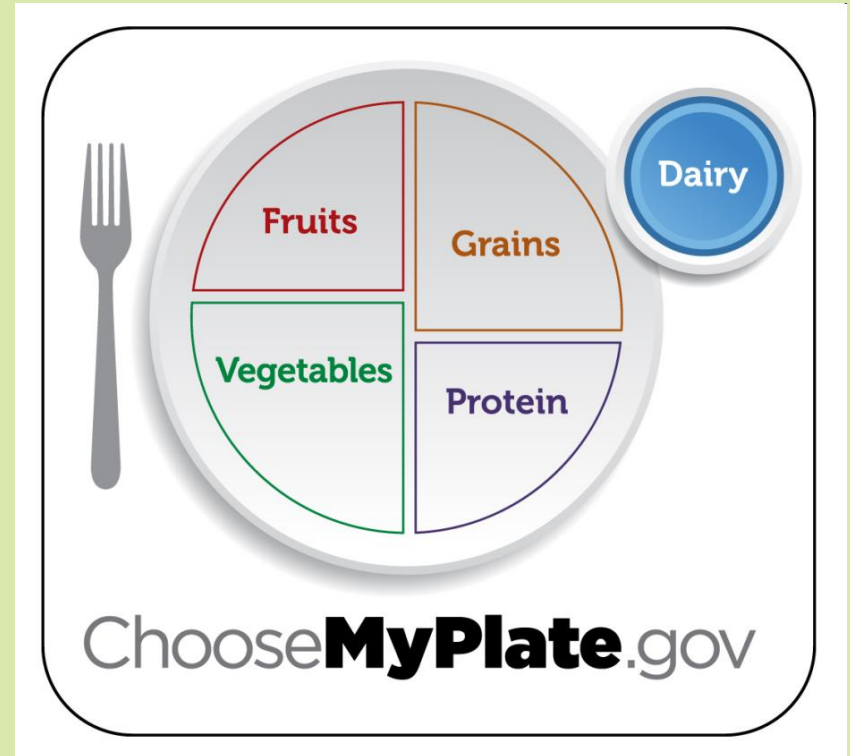 Fruits
Grains
Dairy
Vegetables
Protein
ChooseMyPlate.gov